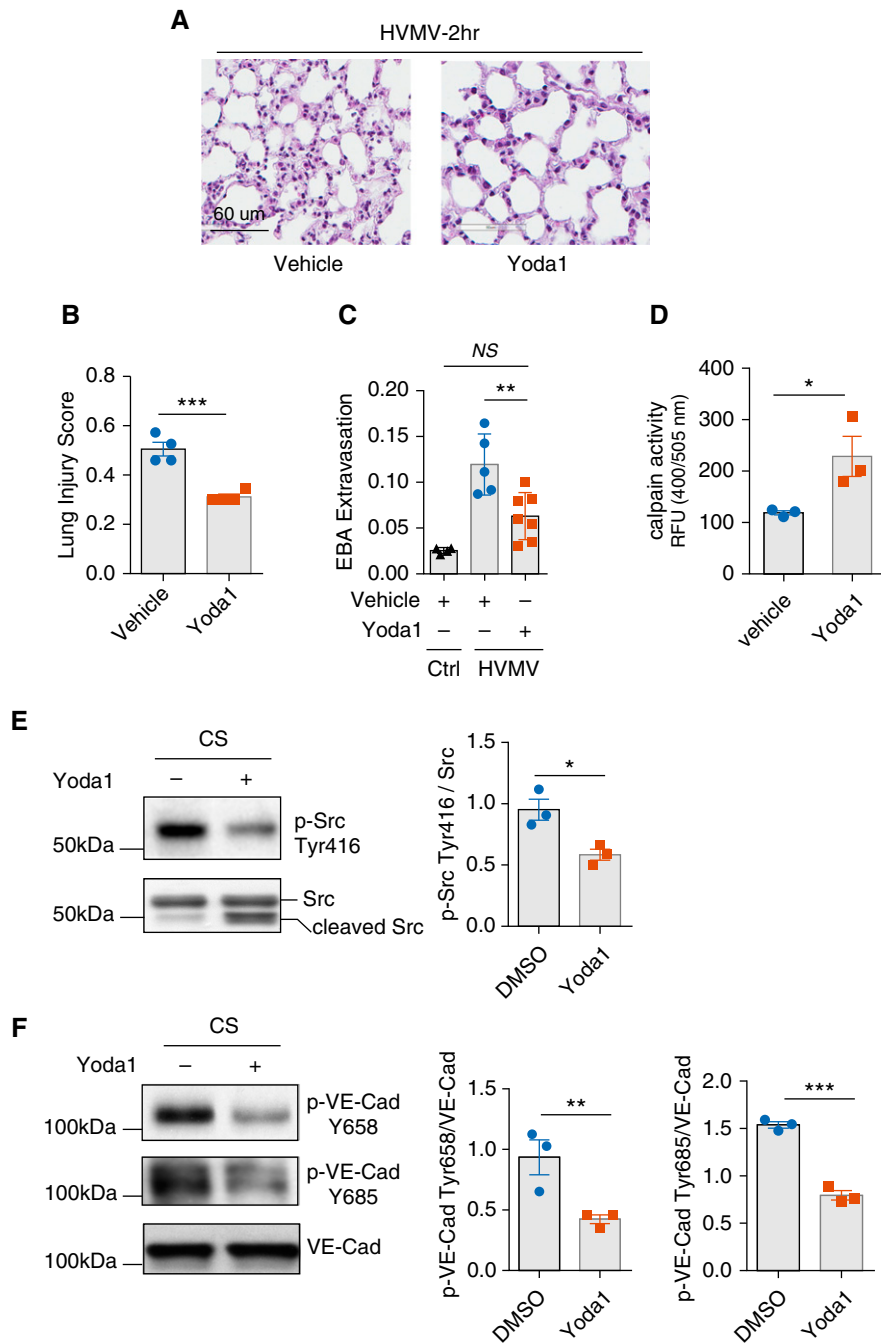 A
HVMV-2hr
60 um
Vehicle
Yoda1
B
Lung Injury Score
0.8
0.6
0.4
0.2
0.0
***
Vehicle
Yoda1
C
EBA Extravasation
0.20
0.15
0.10
0.05
0.00
NS
**
Vehicle + + –
Yoda1 – – +
Ctrl HVMV
D
calpain activity
RFU (400/505 nm)
400
300
200
100
0
*
vehicle
Yoda1
E
CS
Yoda1 – +
50kDa
p-Src
Tyr416
50kDa
Src
cleaved Src
p-Src Tyr416 / Src
1.5
1.0
0.5
0.0
*
DMSO
Yoda1
F
CS
Yoda1 – +
100kDa
p-VE-Cad
Y658
100kDa
p-VE-Cad
Y685
100kDa
VE-Cad
p-VE-Cad Tyr658/VE-Cad
1.5
1.0
0.5
0.0
**
DMSO
Yoda1
p-VE-Cad Tyr685/VE-Cad
2.0
1.5
1.0
0.5
0.0
***
DMSO
Yoda1